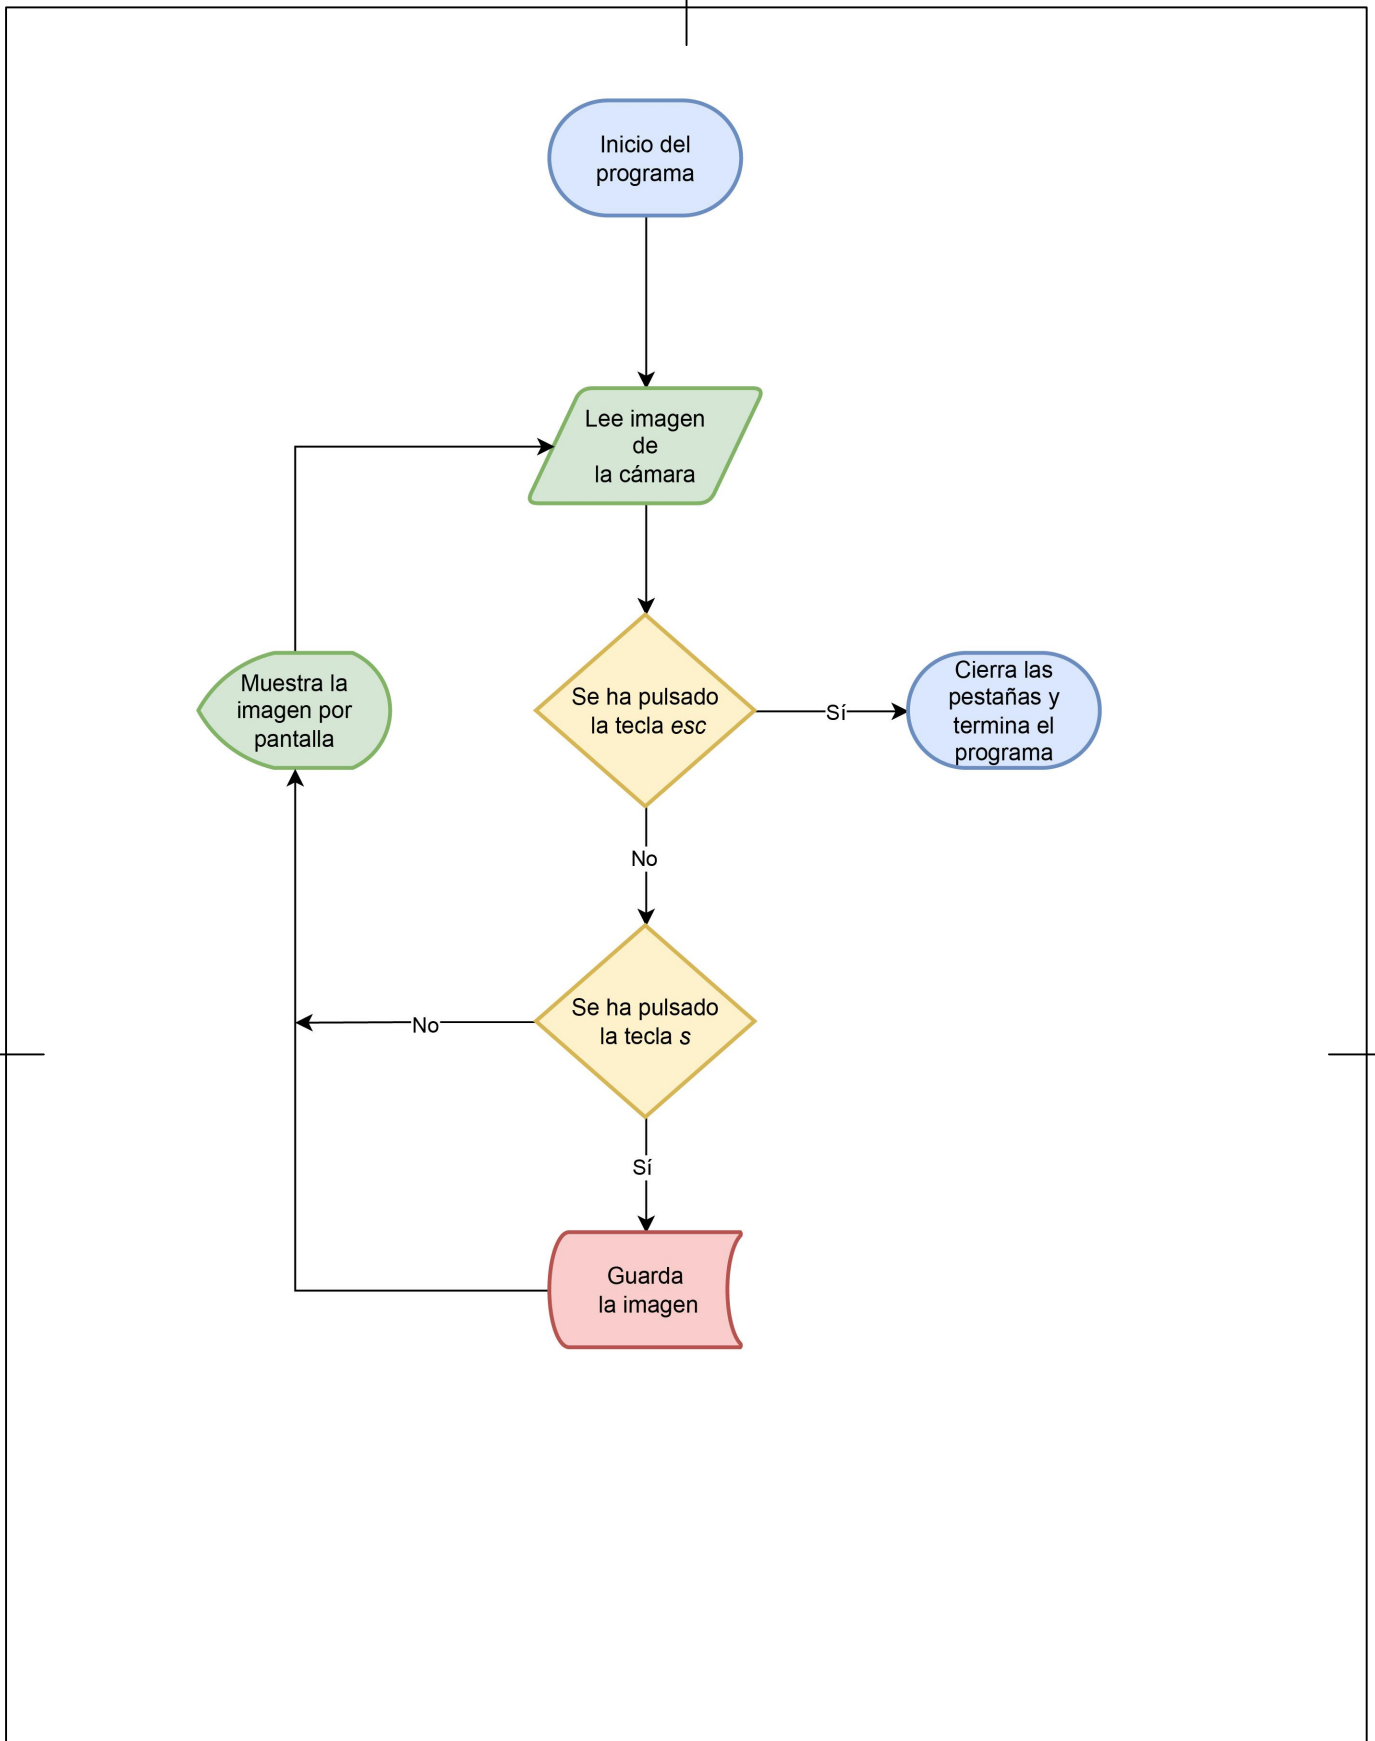 Inicio del
programa
Lee imagen
de
la cámara
Se ha pulsado
la tecla esc
Sí
Cierra las
pestañas y
termina el
programa
Muestra la
imagen por
pantalla
No
Se ha pulsado
la tecla s
No
Sí
Guarda
la imagen